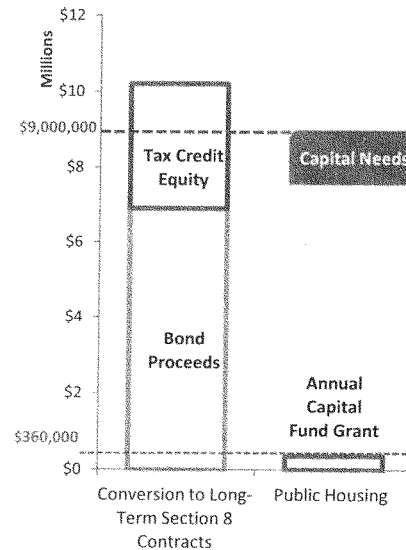 $12
Millions
$10
$9,000,000
$8
$6
$4
$2
$360,000
$0
Tax Credit
Equity
Capital Needs
Bond
Proceeds
Annual
Capital
Fund Grant
Conversion to Long-
Term Section 8
Contracts
Public Housing